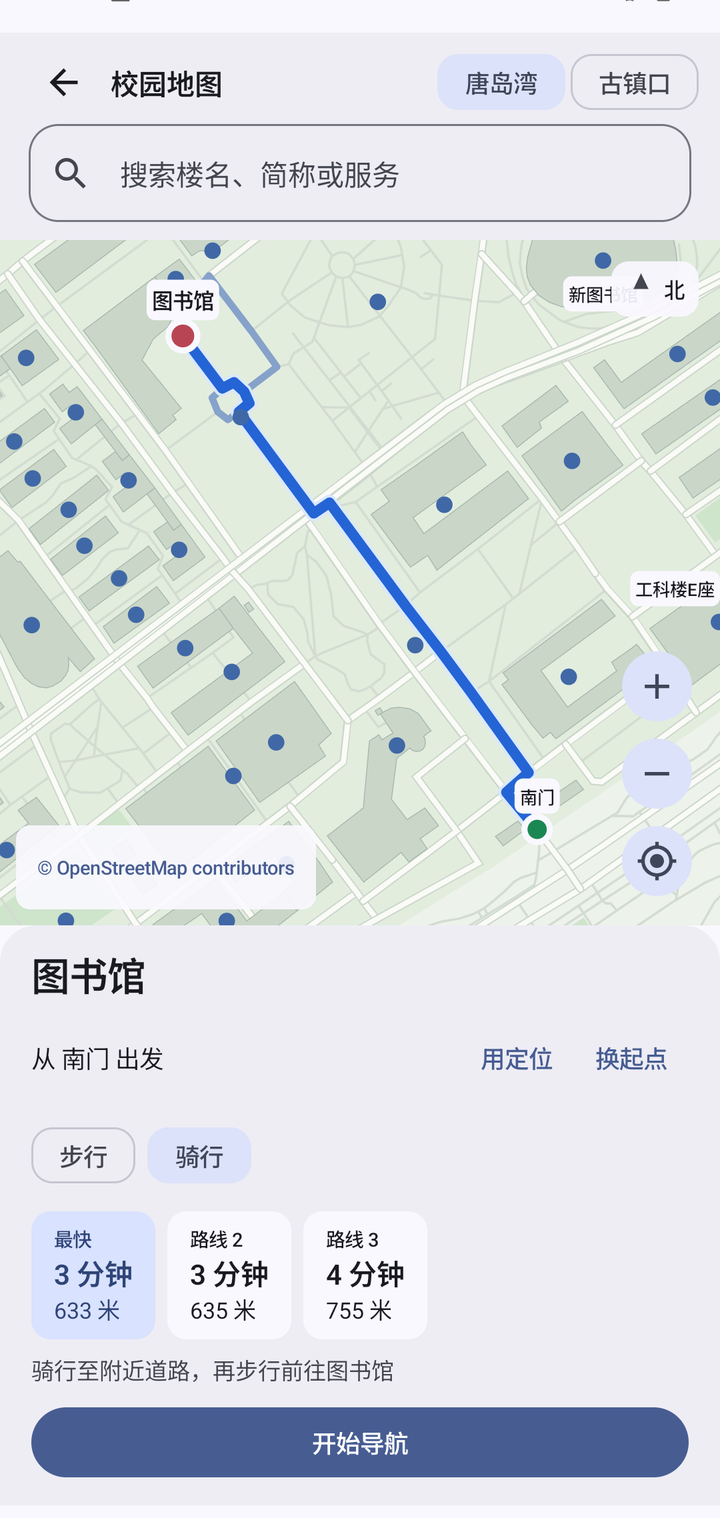 校园地图
唐岛湾
古镇口
搜索楼名、简称或服务
图书馆
新图书馆
北
工科楼E座
南门
© OpenStreetMap contributors
图书馆
从 南门 出发
用定位
换起点
步行
骑行
最快
3 分钟
633 米
路线 2
3 分钟
635 米
路线 3
4 分钟
755 米
骑行至附近道路，再步行前往图书馆
开始导航